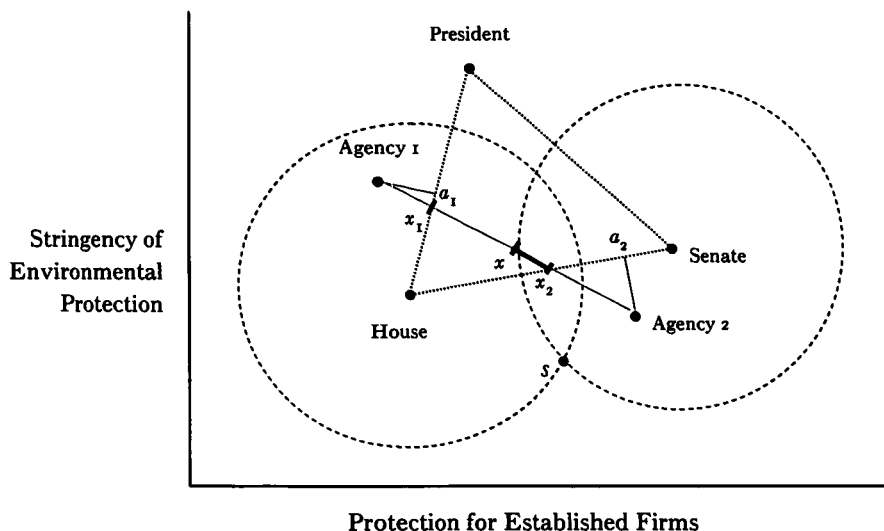 President
Agency 1
a1
x1
Stringency of
Environmental
Protection
x
a2
Senate
x2
House
Agency 2
s
Protection for Established Firms